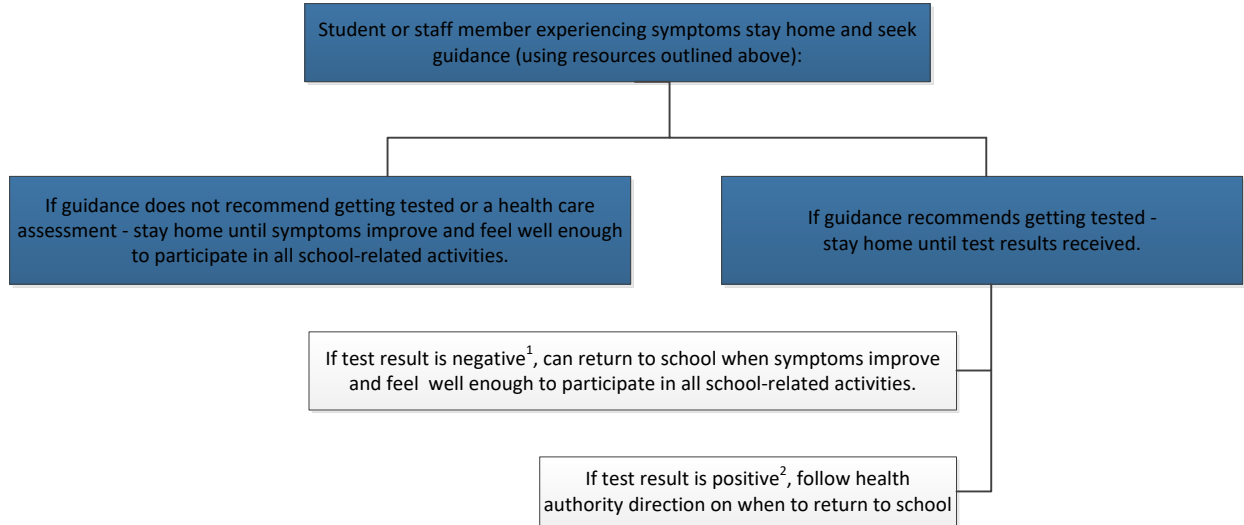 Student or staff member experiencing symptoms stay home and seek
guidance (using resources outlined above):
If guidance does not recommend getting tested or a health care
assessment - stay home until symptoms improve and feel well enough
to participate in all school-related activities.
If guidance recommends getting tested -
stay home until test results received.
If test result is negative¹, can return to school when symptoms improve
and feel  well enough to participate in all school-related activities.
If test result is positive², follow health
authority direction on when to return to school